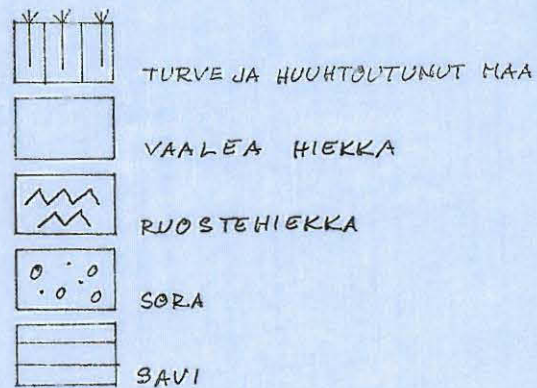 TURVE JA HUUHTOUTUNUT MAA
VAALEA HIEKKA
RUOSTEHIEKKA
SORA
SAVI